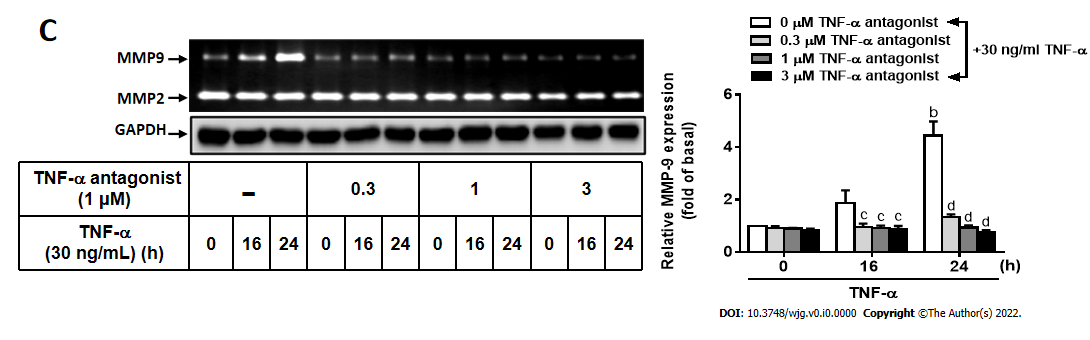 C
MMP9
MMP2
GAPDH
TNF-α antagonist
(1 μM)
– 0.3 1 3
TNF-α
(30 ng/mL) (h)
0 16 24 0 16 24 0 16 24 0 16 24
0 μM TNF-α antagonist
0.3 μM TNF-α antagonist
1 μM TNF-α antagonist
3 μM TNF-α antagonist
+30 ng/ml TNF-α
Relative MMP-9 expression
(fold of basal)
6
4
2
0
b
c c c
d d d
0 16 24 (h)
TNF-α
DOI: 10.3748/wjg.v0.i0.0000 Copyright ©The Author(s) 2022.